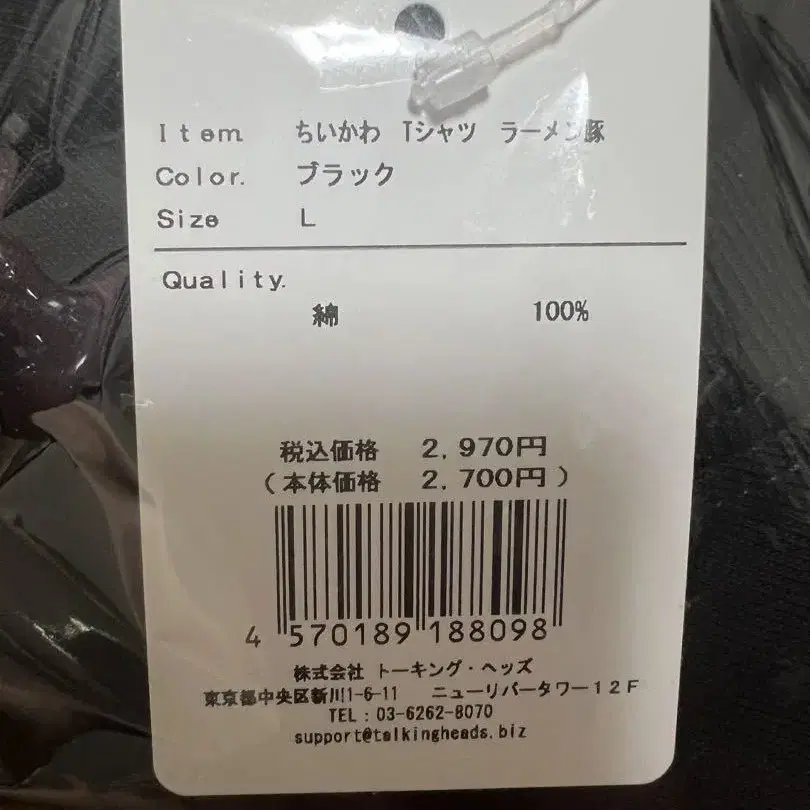 Item ちいかわ Tシャツ ラーメン豚
Color. ブラック
Size L
Quality.
綿 100%
税込価格 2,970円
(本体価格 2,700円)
4 570189 188098
株式会社 トーキング・ヘッズ
東京都中央区新川1-6-11 ニューリバータワー12F
TEL:03-6262-8070
support@talkingheads.biz